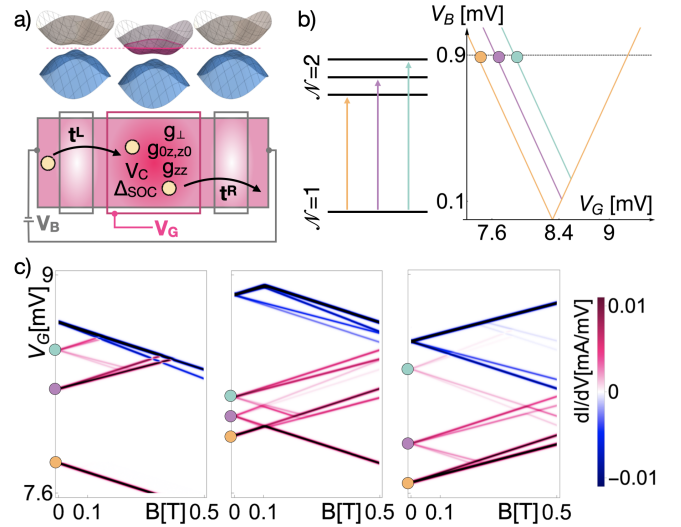 a)
t^L
g⊥
g0z,z0
V_C
g_zz
Δ_SOC
t^R
V_B
V_G
b)
𝒩=2
𝒩=1
V_B [mV]
0.9
0.1
V_G [mV]
7.6
8.4
9
c)
9
V_G[mV]
7.6
0
0.1
B[T]
0.5
0
0.1
B[T]
0.5
0
0.1
B[T]
0.5
0.01
0
−0.01
dI/dV[mA/mV]